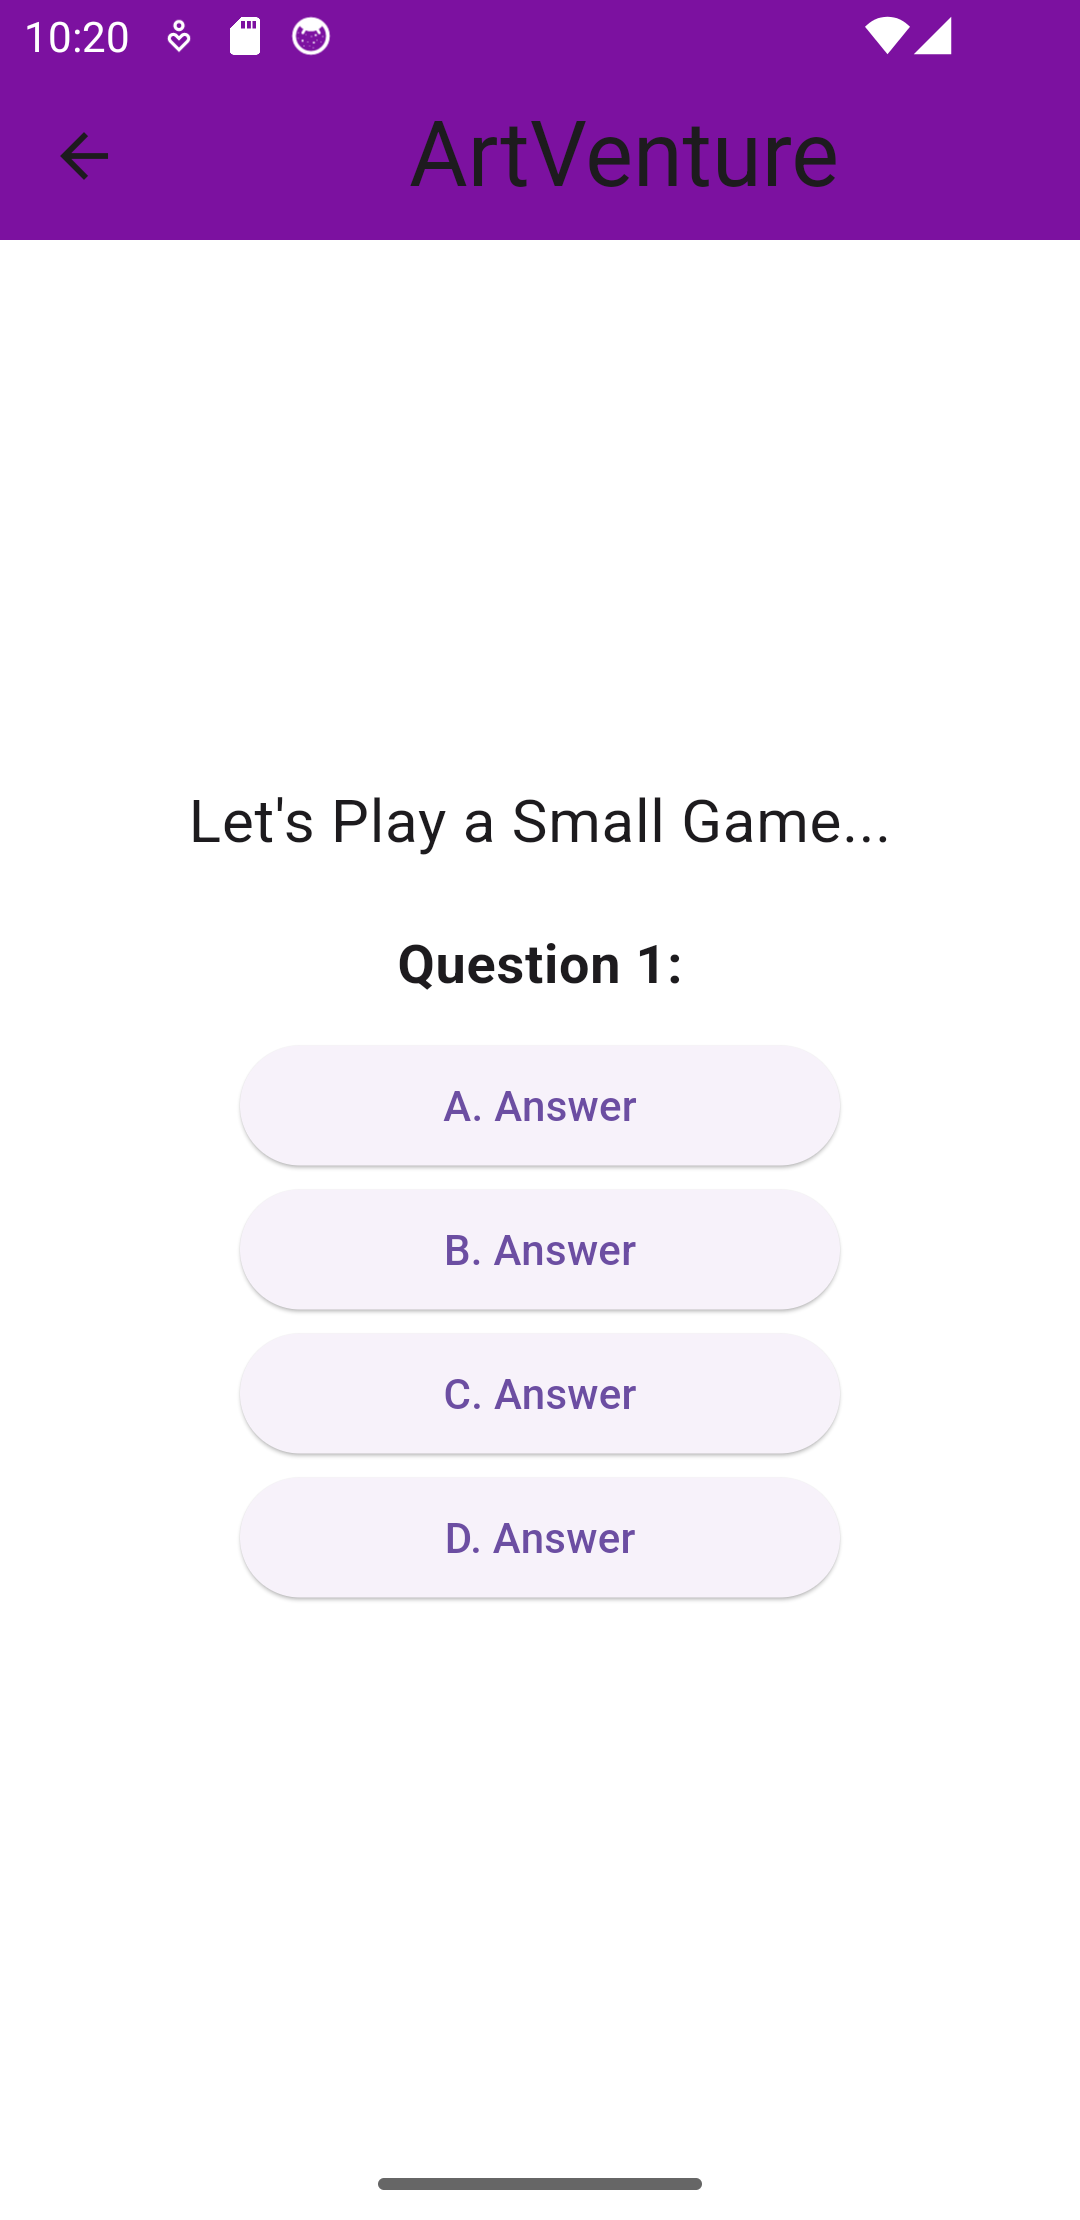 10:20
ArtVenture
Let's Play a Small Game...
Question 1:
A. Answer
B. Answer
C. Answer
D. Answer